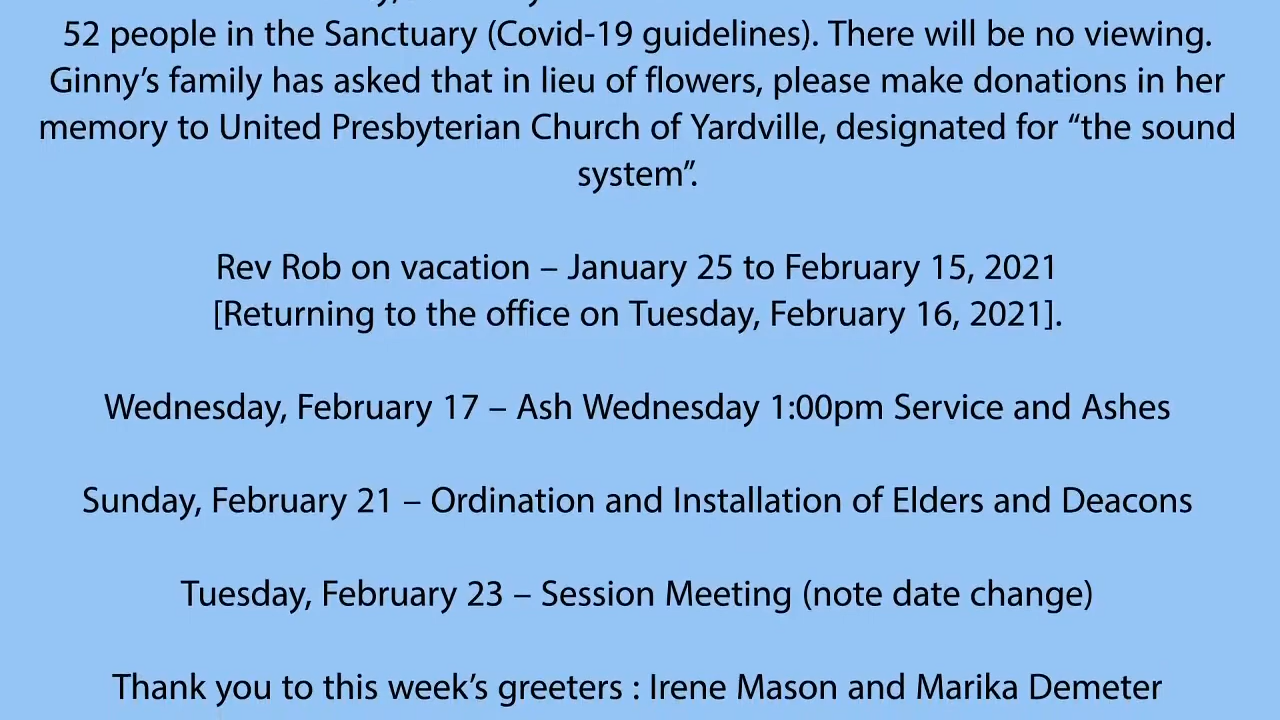 52 people in the Sanctuary (Covid-19 guidelines). There will be no viewing.
Ginny’s family has asked that in lieu of flowers, please make donations in her
memory to United Presbyterian Church of Yardville, designated for “the sound
system”.
Rev Rob on vacation – January 25 to February 15, 2021
[Returning to the office on Tuesday, February 16, 2021].
Wednesday, February 17 – Ash Wednesday 1:00pm Service and Ashes
Sunday, February 21 – Ordination and Installation of Elders and Deacons
Tuesday, February 23 – Session Meeting (note date change)
Thank you to this week’s greeters : Irene Mason and Marika Demeter